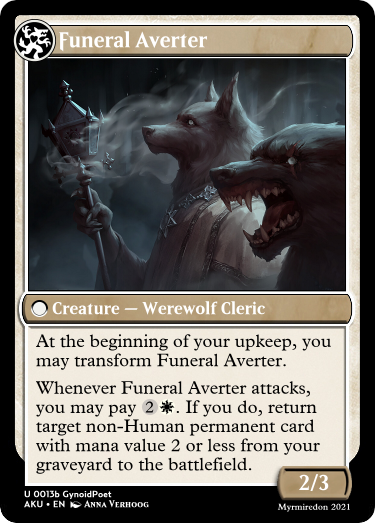 Funeral Averter
Creature — Werewolf Cleric
At the beginning of your upkeep, you
may transform Funeral Averter.
Whenever Funeral Averter attacks,
you may pay 2. If you do, return
target non-Human permanent card
with mana value 2 or less from your
graveyard to the battlefield.
2/3
U 0013b GynoidPoet
AKU • EN Anna Verhoog
Myrmiredon 2021